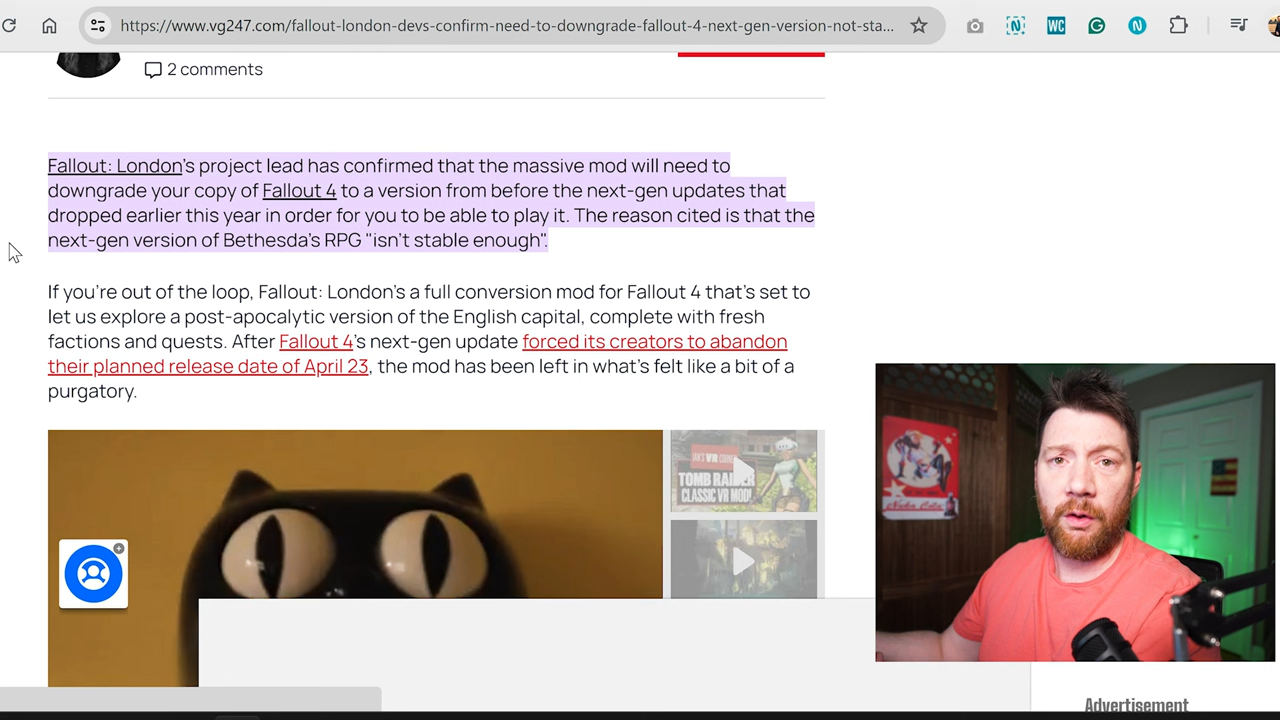 https://www.vg247.com/fallout-london-devs-confirm-need-to-downgrade-fallout-4-next-gen-version-not-sta...
WC
2 comments
Fallout: London's project lead has confirmed that the massive mod will need to
downgrade your copy of Fallout 4 to a version from before the next-gen updates that
dropped earlier this year in order for you to be able to play it. The reason cited is that the
next-gen version of Bethesda's RPG "isn't stable enough".
If you're out of the loop, Fallout: London's a full conversion mod for Fallout 4 that's set to
let us explore a post-apocalytic version of the English capital, complete with fresh
factions and quests. After Fallout 4's next-gen update forced its creators to abandon
their planned release date of April 23, the mod has been left in what's felt like a bit of a
purgatory.
TOMB RAIDER
CLASSIC VR MOD!
Nuka Cola
Advertisement